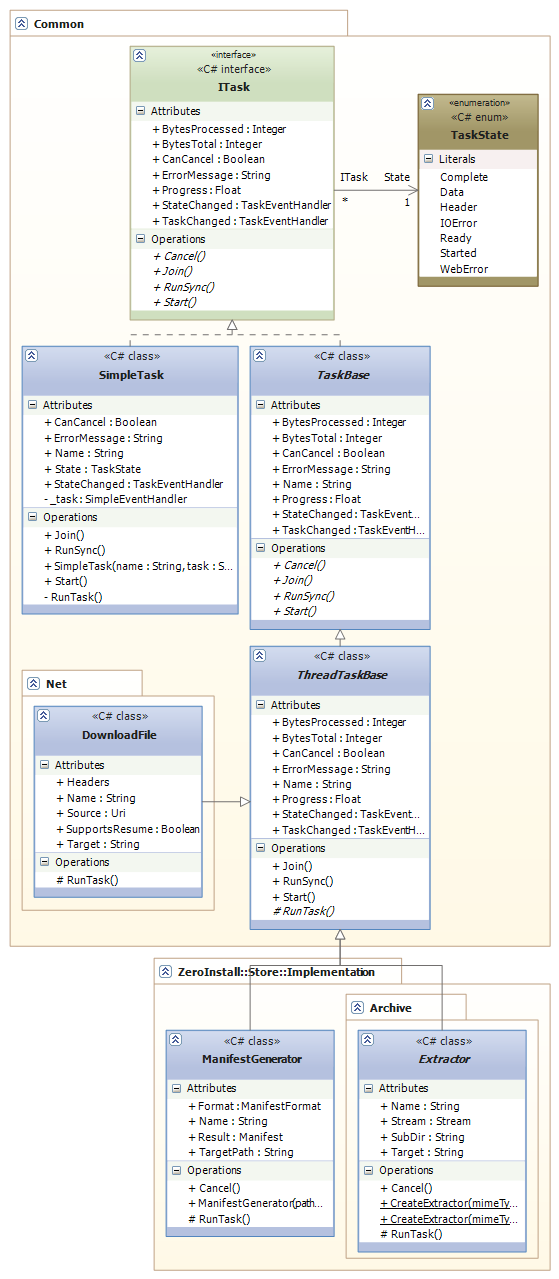 Common
«interface»
«C# interface»
ITask
Attributes
+ BytesProcessed : Integer
+ BytesTotal : Integer
+ CanCancel : Boolean
+ ErrorMessage : String
+ Progress : Float
+ StateChanged : TaskEventHandler
+ TaskChanged : TaskEventHandler
Operations
+ Cancel()
+ Join()
+ RunSync()
+ Start()
ITask State
* 1
«enumeration»
«C# enum»
TaskState
Literals
Complete
Data
Header
IOError
Ready
Started
WebError
«C# class»
SimpleTask
Attributes
+ CanCancel : Boolean
+ ErrorMessage : String
+ Name : String
+ State : TaskState
+ StateChanged : TaskEventHandler
- _task : SimpleEventHandler
Operations
+ Join()
+ RunSync()
+ SimpleTask(name : String, task : S...
+ Start()
- RunTask()
«C# class»
TaskBase
Attributes
+ BytesProcessed : Integer
+ BytesTotal : Integer
+ CanCancel : Boolean
+ ErrorMessage : String
+ Name : String
+ Progress : Float
+ StateChanged : TaskEvent...
+ TaskChanged : TaskEventH...
Operations
+ Cancel()
+ Join()
+ RunSync()
+ Start()
«C# class»
ThreadTaskBase
Attributes
+ BytesProcessed : Integer
+ BytesTotal : Integer
+ CanCancel : Boolean
+ ErrorMessage : String
+ Name : String
+ Progress : Float
+ StateChanged : TaskEvent...
+ TaskChanged : TaskEventH...
Operations
+ Join()
+ RunSync()
+ Start()
# RunTask()
Net
«C# class»
DownloadFile
Attributes
+ Headers
+ Name : String
+ Source : Uri
+ SupportsResume : Boolean
+ Target : String
Operations
# RunTask()
ZeroInstall::Store::Implementation
«C# class»
ManifestGenerator
Attributes
+ Format : ManifestFormat
+ Name : String
+ Result : Manifest
+ TargetPath : String
Operations
+ Cancel()
+ ManifestGenerator(path...
# RunTask()
Archive
«C# class»
Extractor
Attributes
+ Name : String
+ Stream : Stream
+ SubDir : String
+ Target : String
Operations
+ Cancel()
+ CreateExtractor(mimeTy...
+ CreateExtractor(mimeTy...
# RunTask()